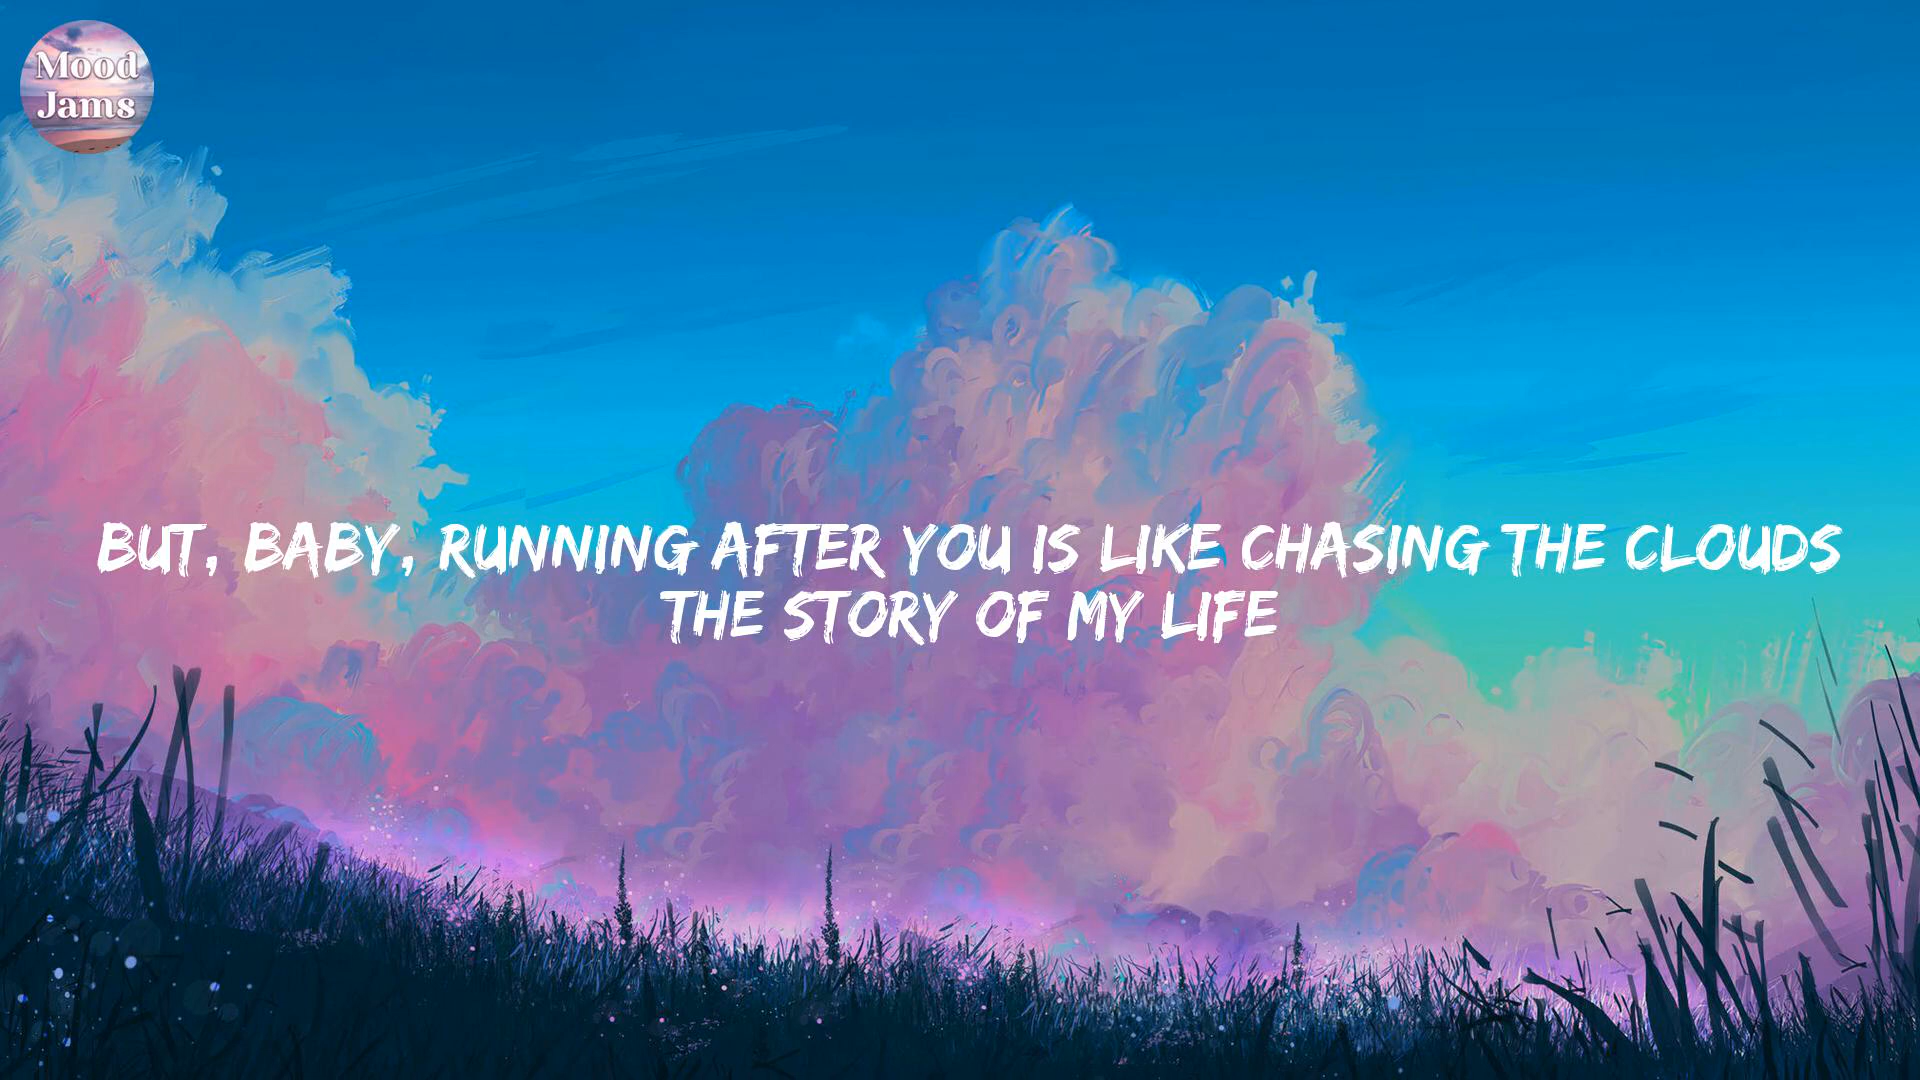 Mood
Jams
BUT, BABY, RUNNING AFTER YOU IS LIKE CHASING THE CLOUDS
THE STORY OF MY LIFE